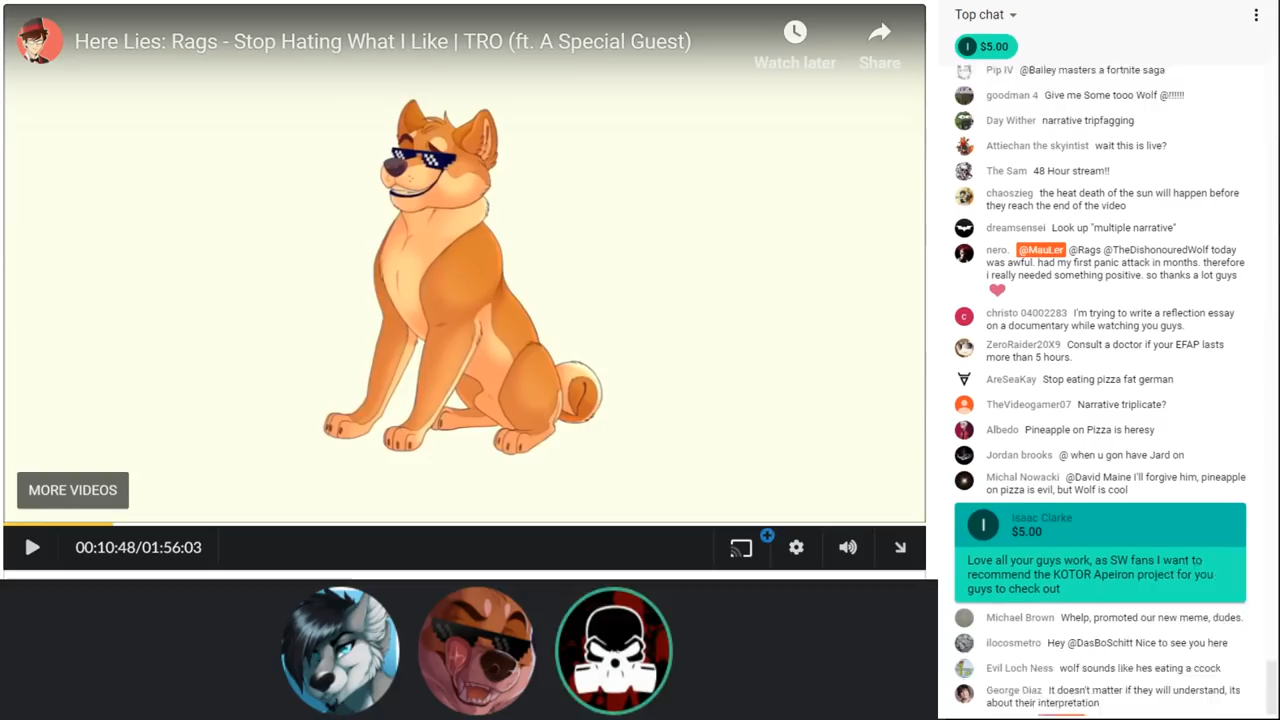 Here Lies: Rags - Stop Hating What I Like | TRO (ft. A Special Guest)
Watch later
Share
MORE VIDEOS
00:10:48/01:56:03
Top chat
I $5.00
Pip IV @Bailey masters a fortnite saga
goodman 4 Give me Some tooo Wolf @!!!!!!
Day Wither narrative tripfagging
Attiechan the skyintist wait this is live?
The Sam 48 Hour stream!!
chaoszieg the heat death of the sun will happen before
they reach the end of the video
dreamsensei Look up "multiple narrative"
nero. @MauLer @Rags @TheDishonouredWolf today
was awful. had my first panic attack in months. therefore
i really needed something positive. so thanks a lot guys
c
christo 04002283 I'm trying to write a reflection essay
on a documentary while watching you guys.
ZeroRaider20X9 Consult a doctor if your EFAP lasts
more than 5 hours.
AreSeaKay Stop eating pizza fat german
TheVideogamer07 Narrative triplicate?
Albedo Pineapple on Pizza is heresy
Jordan brooks @ when u gon have Jard on
Michal Nowacki @David Maine I'll forgive him, pineapple
on pizza is evil, but Wolf is cool
I
Isaac Clarke
$5.00
Love all your guys work, as SW fans I want to
recommend the KOTOR Apeiron project for you
guys to check out
Michael Brown Whelp, promoted our new meme, dudes.
ilocosmetro Hey @DasBoSchitt Nice to see you here
Evil Loch Ness wolf sounds like hes eating a ccock
George Diaz It doesn't matter if they will understand, its
about their interpretation